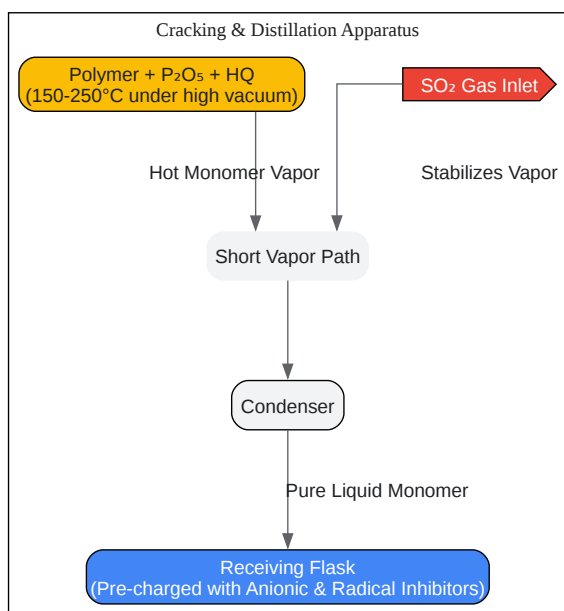 Cracking & Distillation Apparatus
Polymer + P₂O₅ + HQ
(150-250°C under high vacuum)
SO₂ Gas Inlet
Hot Monomer Vapor
Stabilizes Vapor
Short Vapor Path
Condenser
Pure Liquid Monomer
Receiving Flask
(Pre-charged with Anionic & Radical Inhibitors)